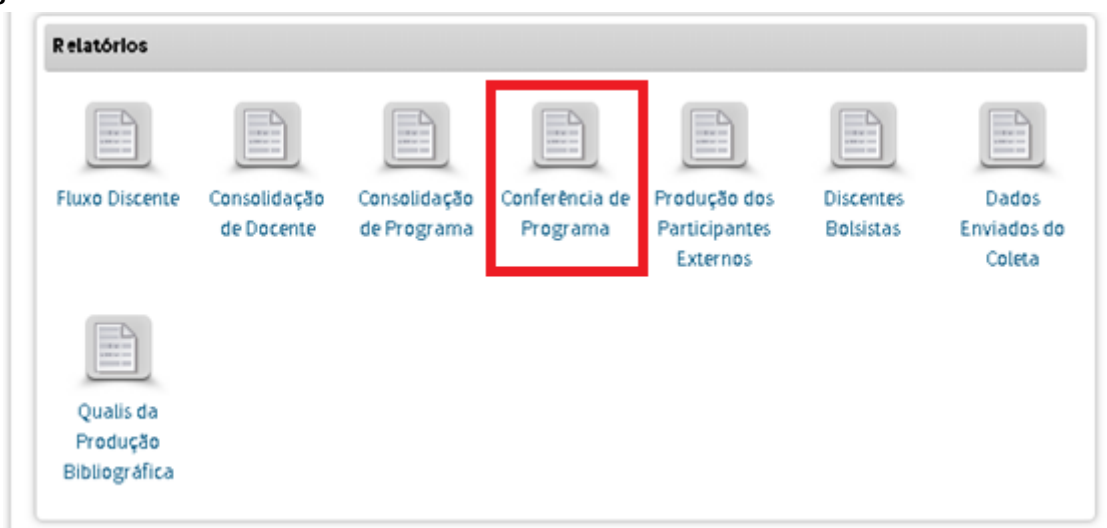 Relatórios
Fluxo Discente
Consolidação
de Docente
Consolidação
de Programa
Conferência de
Programa
Produção dos
Participantes
Externos
Discentes
Bolsistas
Dados
Enviados do
Coleta
Qualis da
Produção
Bibliográfica